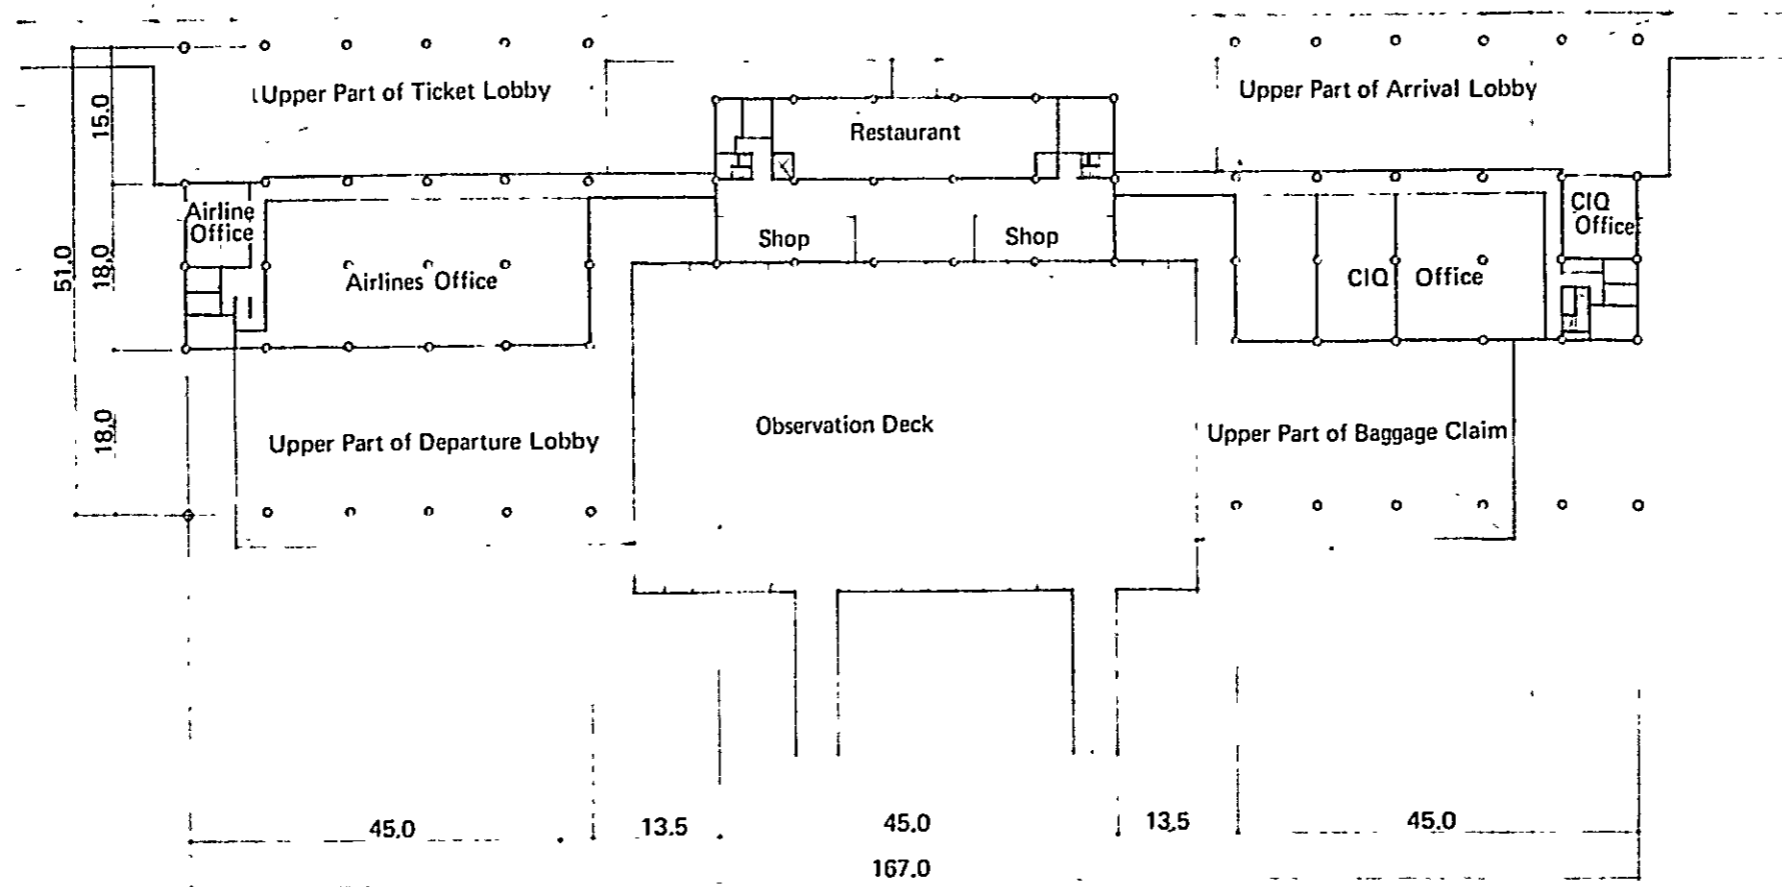 Upper Part of Ticket Lobby
Upper Part of Arrival Lobby
Restaurant
15.0
Airline
Office
CIQ
Office
Shop
Shop
51.0
18.0
Airlines Office
CIQ Office
18.0
Upper Part of Departure Lobby
Observation Deck
Upper Part of Baggage Claim
45.0
13.5
45.0
13.5
45.0
167.0